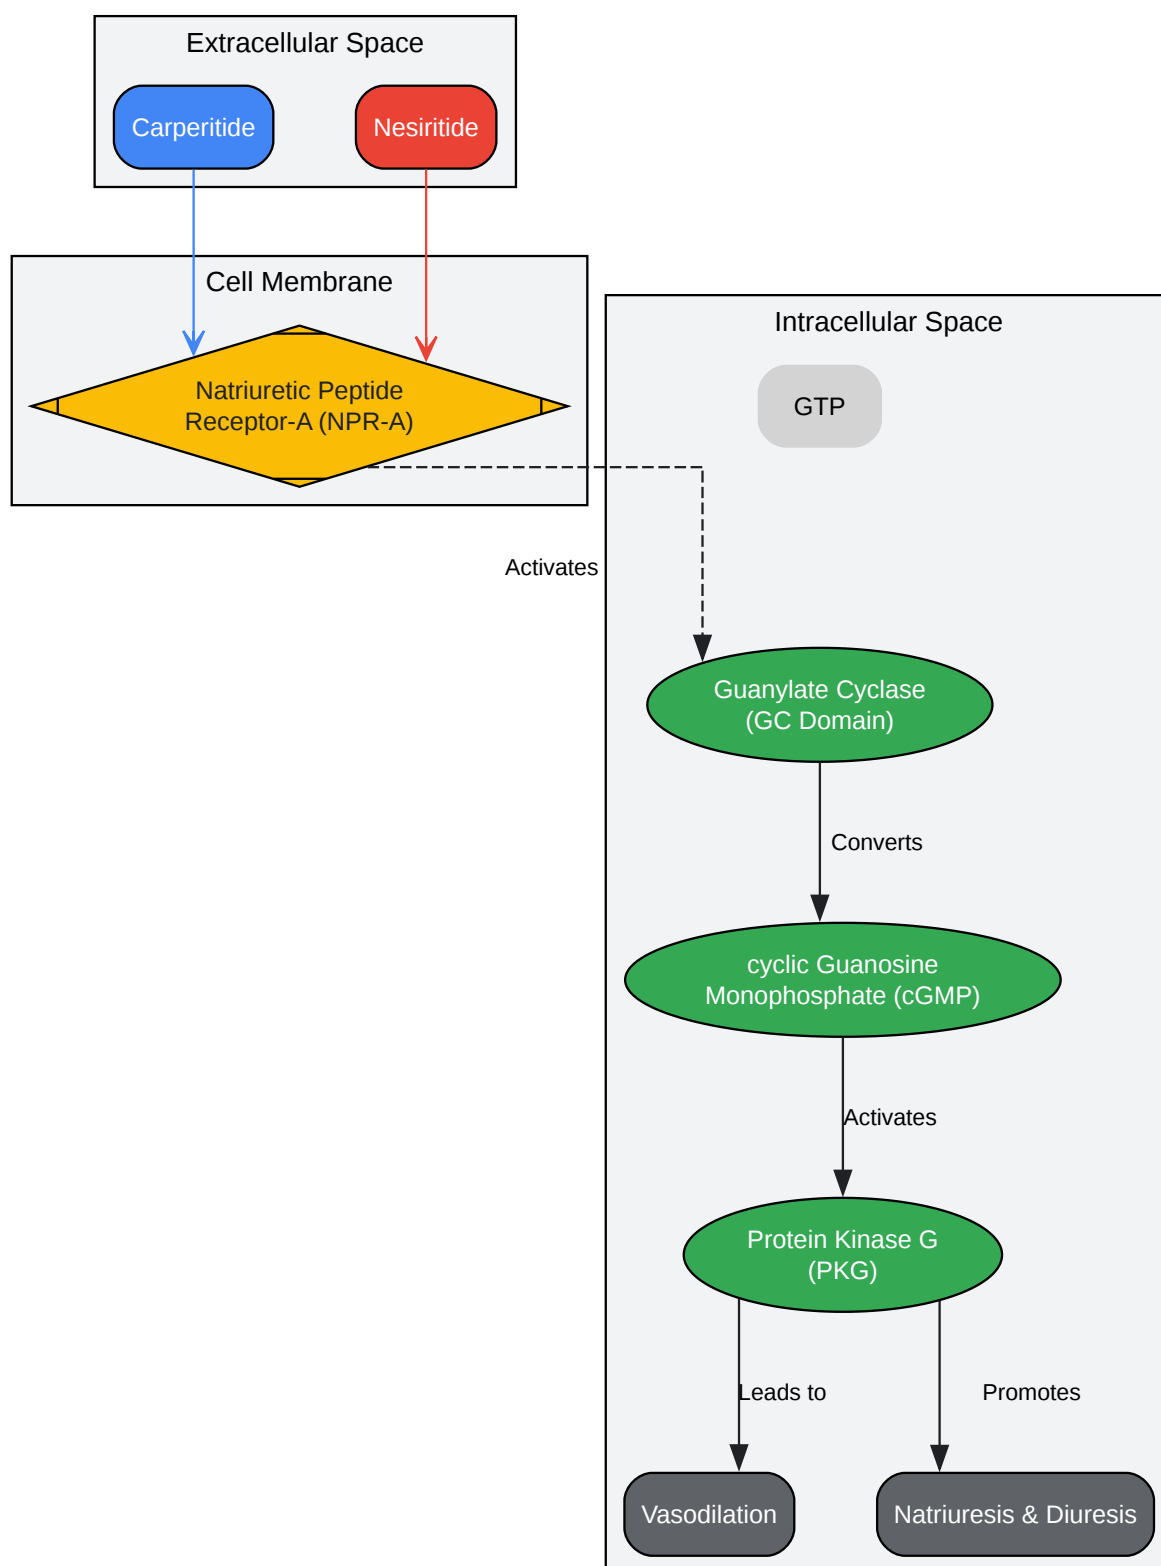 Extracellular Space
Carperitide
Nesiritide
Cell Membrane
Natriuretic Peptide
Receptor-A (NPR-A)
Intracellular Space
GTP
Activates
Guanylate Cyclase
(GC Domain)
Converts
cyclic Guanosine
Monophosphate (cGMP)
Activates
Protein Kinase G
(PKG)
Leads to
Promotes
Vasodilation
Natriuresis & Diuresis